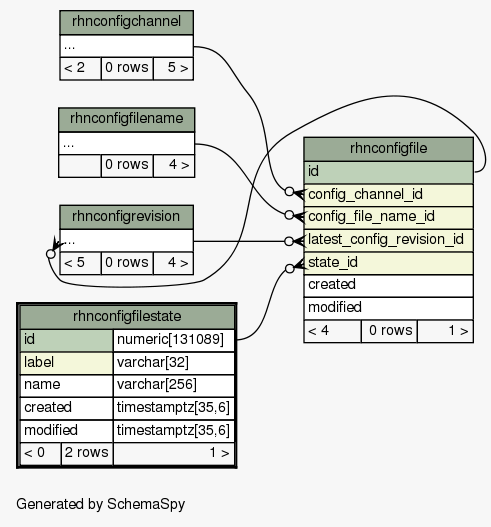 rhnconfigchannel
...
< 2 0 rows 5 >
rhnconfigfilename
...
0 rows 4 >
rhnconfigrevision
...
< 5 0 rows 4 >
rhnconfigfilestate
id numeric[131089]
label varchar[32]
name varchar[256]
created timestamptz[35,6]
modified timestamptz[35,6]
< 0 2 rows 1 >
rhnconfigfile
id
config_channel_id
config_file_name_id
latest_config_revision_id
state_id
created
modified
< 4 0 rows 1 >
Generated by SchemaSpy